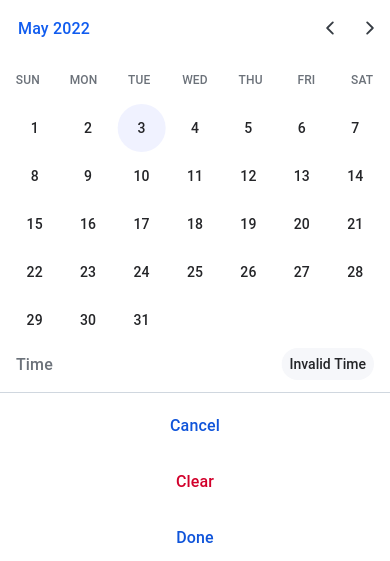 May 2022
SUN MON TUE WED THU FRI SAT
1 2 3 4 5 6 7
8 9 10 11 12 13 14
15 16 17 18 19 20 21
22 23 24 25 26 27 28
29 30 31
Time Invalid Time
Cancel
Clear
Done